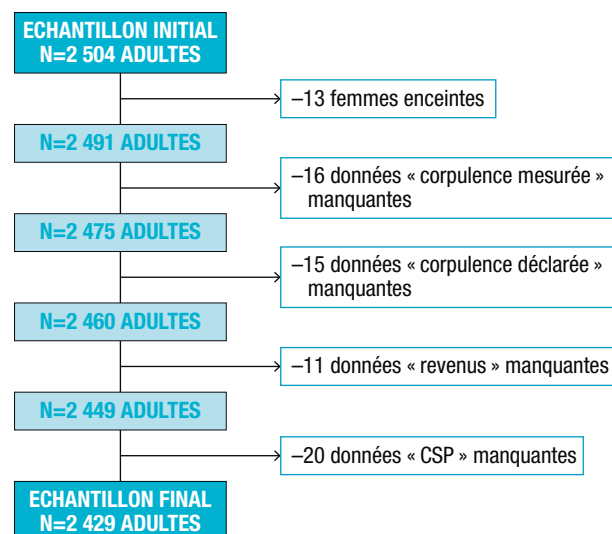 ECHANTILLON INITIAL
N=2 504 ADULTES
–13 femmes enceintes
N=2 491 ADULTES
–16 données « corpulence mesurée »
manquantes
N=2 475 ADULTES
–15 données « corpulence déclarée »
manquantes
N=2 460 ADULTES
–11 données « revenus » manquantes
N=2 449 ADULTES
–20 données « CSP » manquantes
ECHANTILLON FINAL
N=2 429 ADULTES